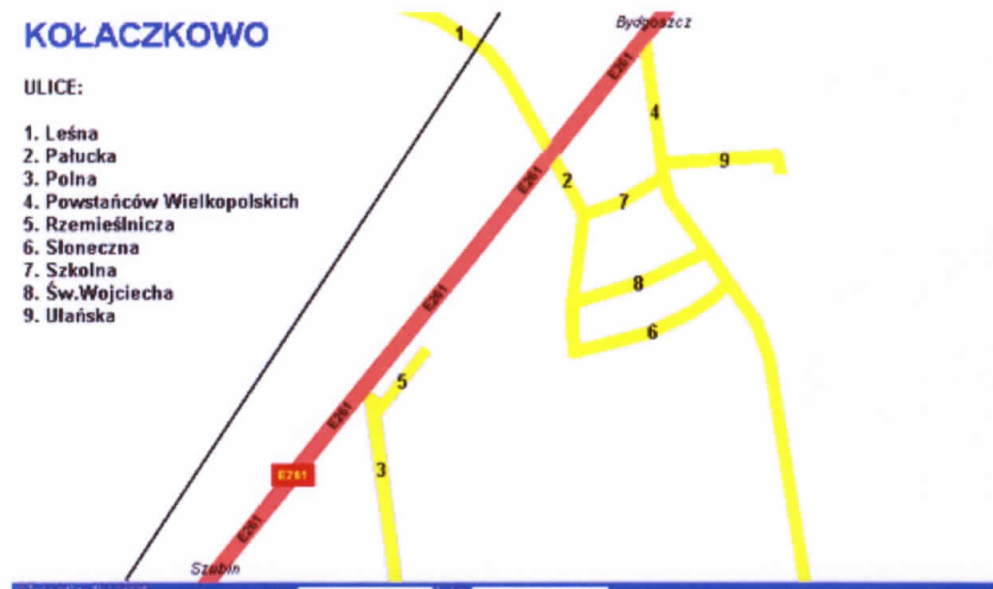 KOŁACZKOWO
ULICE:
1. Leśna
2. Pałucka
3. Polna
4. Powstańców Wielkopolskich
5. Rzemieślnicza
6. Słoneczna
7. Szkolna
8. Św.Wojciecha
9. Ułańska
Bydgoszcz
1
E261
4
9
2
E261
7
8
E261
6
5
E261
3
E261
E261
Szubin